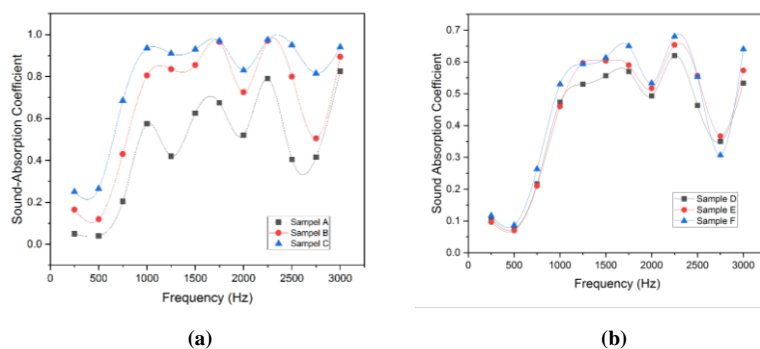 Sound-Absorption Coefficient
1.0
0.8
0.6
0.4
0.2
0.0
Sampel A
Sampel B
Sampel C
0 500 1000 1500 2000 2500 3000
Frequency (Hz)
(a)
Sound Absorption Coefficient
0.7
0.6
0.5
0.4
0.3
0.2
0.1
0.0
Sample D
Sample E
Sample F
0 500 1000 1500 2000 2500 3000
Frequency (Hz)
(b)